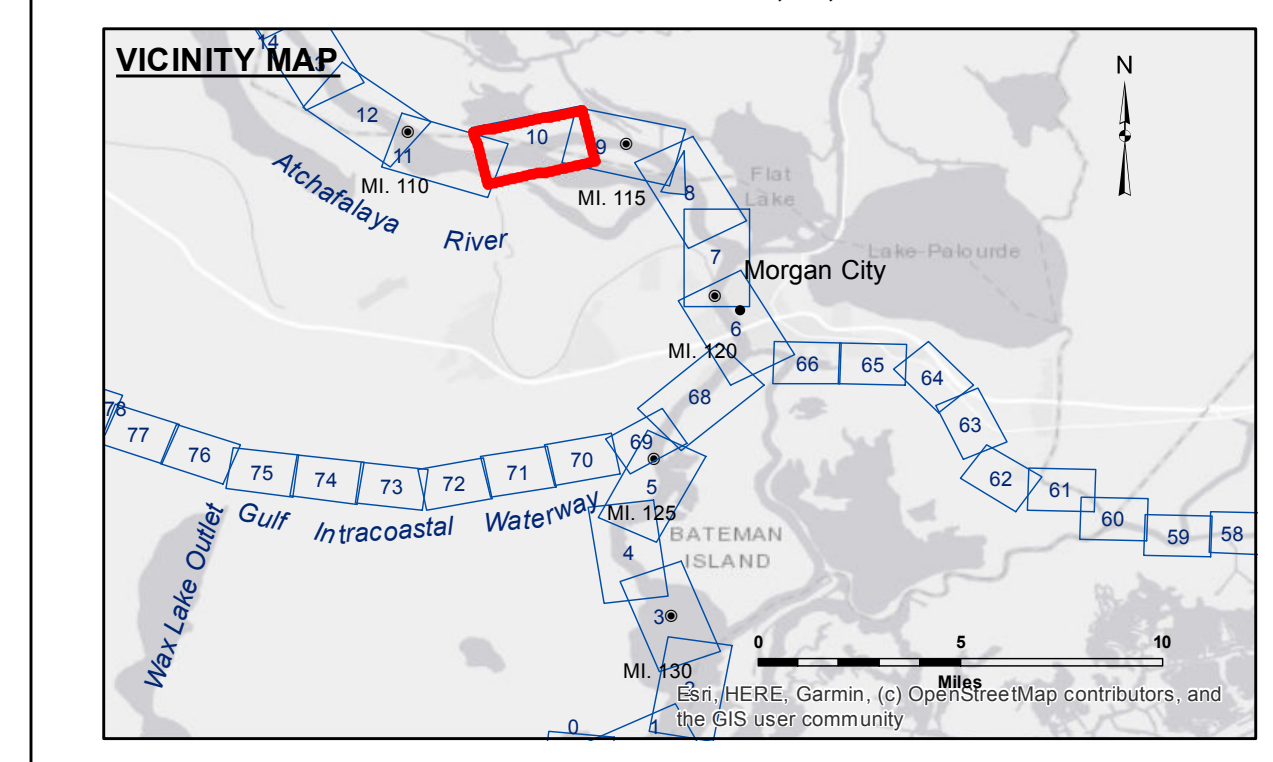 VICINITY MAP
N
14
12
11
10
9
8
7
6
MI. 110
MI. 115
Atchafalaya
River
Flat
Lake
Lake Palourde
Morgan City
MI. 120
66
65
64
63
62
61
60
59
58
68
69
70
71
72
73
74
75
76
77
78
5
MI. 125
Gulf Intracoastal Waterway
Wax Lake Outlet
BATEMAN
ISLAND
4
3
MI. 130
2
1
0
0 5 10
Miles
Esri, HERE, Garmin, (c) OpenStreetMap contributors, and
the GIS user community